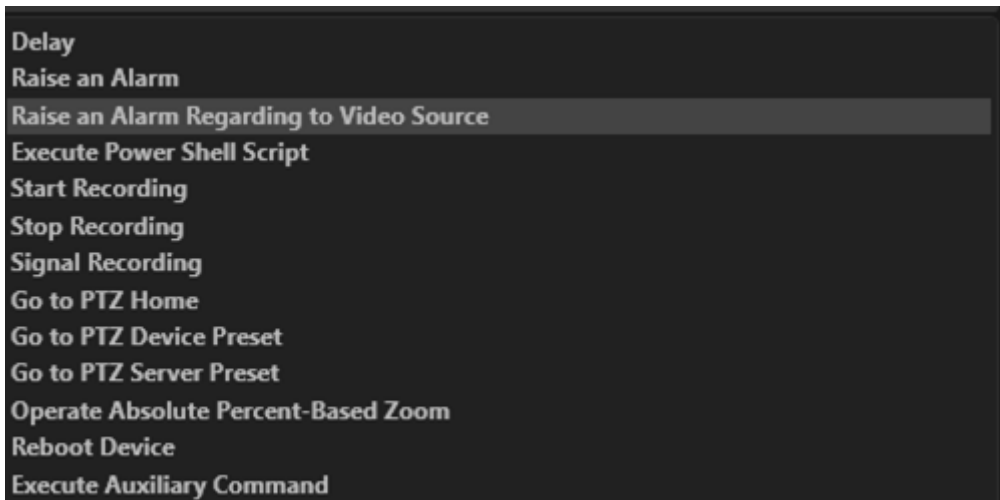 Delay
Raise an Alarm
Raise an Alarm Regarding to Video Source
Execute Power Shell Script
Start Recording
Stop Recording
Signal Recording
Go to PTZ Home
Go to PTZ Device Preset
Go to PTZ Server Preset
Operate Absolute Percent-Based Zoom
Reboot Device
Execute Auxiliary Command